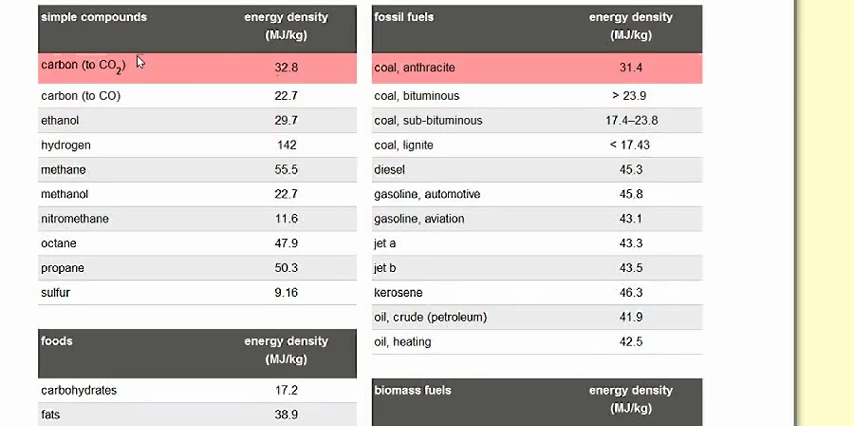 simple compounds energy density
(MJ/kg)
carbon (to CO2) 32.8
carbon (to CO) 22.7
ethanol 29.7
hydrogen 142
methane 55.5
methanol 22.7
nitromethane 11.6
octane 47.9
propane 50.3
sulfur 9.16
foods energy density
(MJ/kg)
carbohydrates 17.2
fats 38.9
fossil fuels energy density
(MJ/kg)
coal, anthracite 31.4
coal, bituminous > 23.9
coal, sub-bituminous 17.4–23.8
coal, lignite < 17.43
diesel 45.3
gasoline, automotive 45.8
gasoline, aviation 43.1
jet a 43.3
jet b 43.5
kerosene 46.3
oil, crude (petroleum) 41.9
oil, heating 42.5
biomass fuels energy density
(MJ/kg)